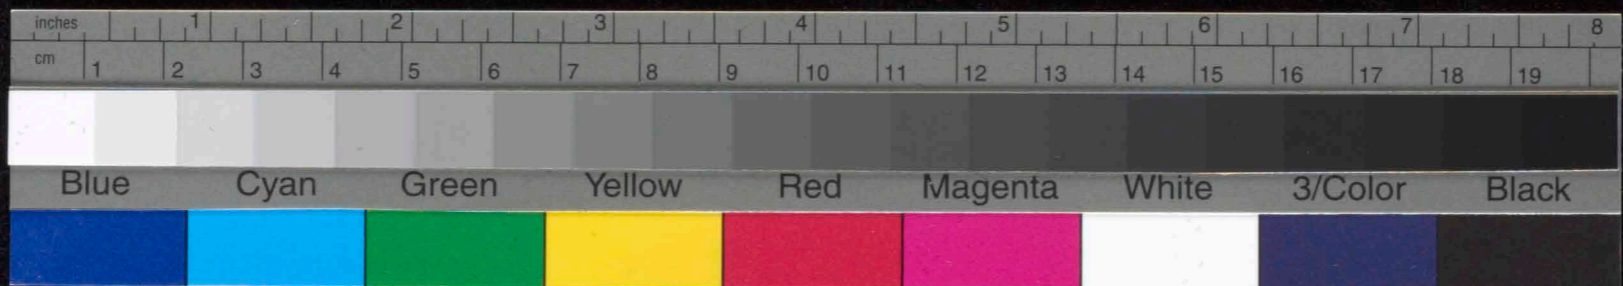 inches 1 2 3 4 5 6 7 8
cm 1 2 3 4 5 6 7 8 9 10 11 12 13 14 15 16 17 18 19
Blue Cyan Green Yellow Red Magenta White 3/Color Black